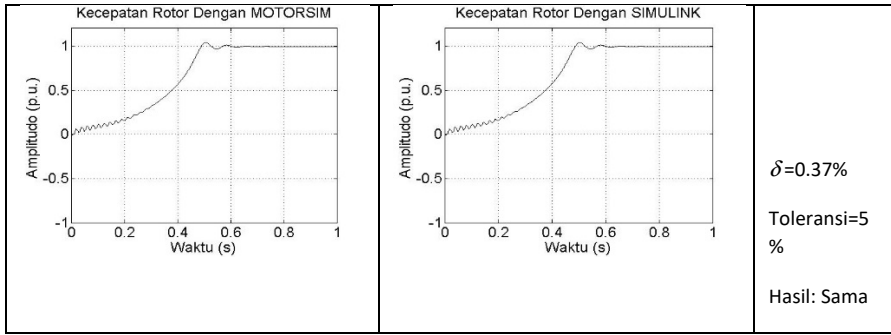 Kecepatan Rotor Dengan MOTORSIM
Amplitudo (p.u.)
1
0.5
0
-0.5
-1
0 0.2 0.4 0.6 0.8 1
Waktu (s)
Kecepatan Rotor Dengan SIMULINK
Amplitudo (p.u.)
1
0.5
0
-0.5
-1
0 0.2 0.4 0.6 0.8 1
Waktu (s)
δ=0.37%
Toleransi=5
%
Hasil: Sama